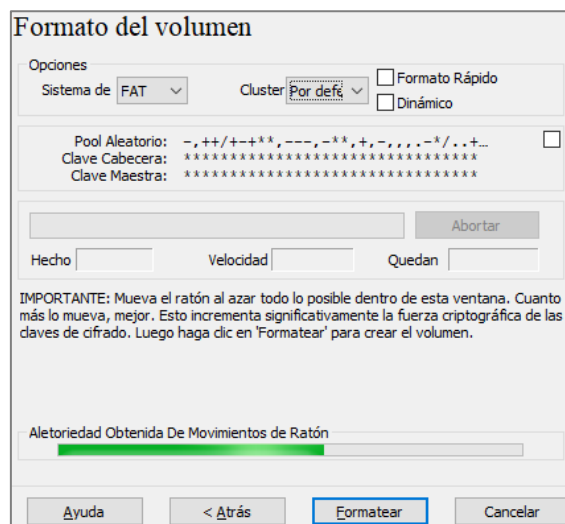 Formato del volumen
Opciones
Sistema de FAT Cluster Por defe Formato Rápido
Dinámico
Pool Aleatorio: -,++/+-+**,---,-**,+,-,,,.-*/..+…
Clave Cabecera: ********************************
Clave Maestra: ********************************
Abortar
Hecho Velocidad Quedan
IMPORTANTE: Mueva el ratón al azar todo lo posible dentro de esta ventana. Cuanto
más lo mueva, mejor. Esto incrementa significativamente la fuerza criptográfica de las
claves de cifrado. Luego haga clic en 'Formatear' para crear el volumen.
Aletoriedad Obtenida De Movimientos de Ratón
Ayuda < Atrás Formatear Cancelar